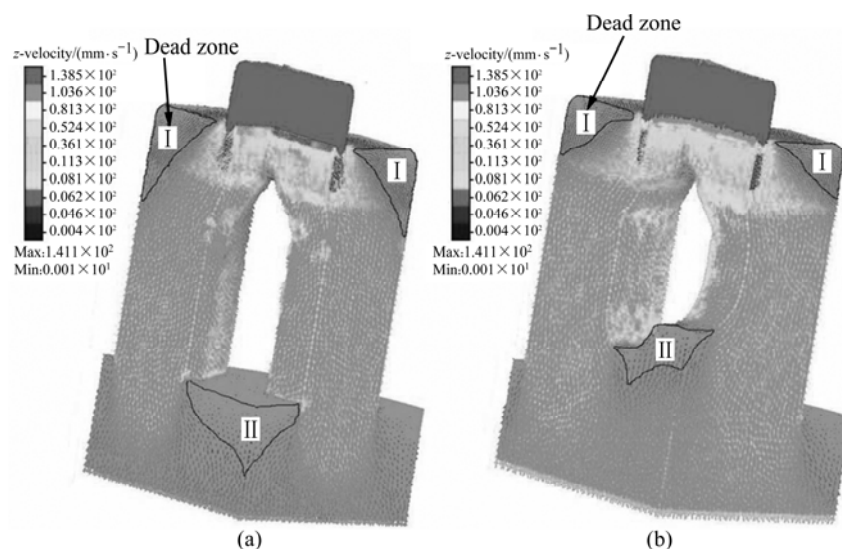 Dead zone
z-velocity/(mm·s⁻¹)
1.385×10²
1.036×10²
0.813×10²
0.524×10²
0.361×10²
0.113×10²
0.081×10²
0.062×10²
0.046×10²
0.004×10²
Max:1.411×10²
Min:0.001×10¹
I
I
II
(a)
Dead zone
z-velocity/(mm·s⁻¹)
1.385×10²
1.036×10²
0.813×10²
0.524×10²
0.361×10²
0.113×10²
0.081×10²
0.062×10²
0.046×10²
0.004×10²
Max:1.411×10²
Min:0.001×10¹
I
I
II
(b)